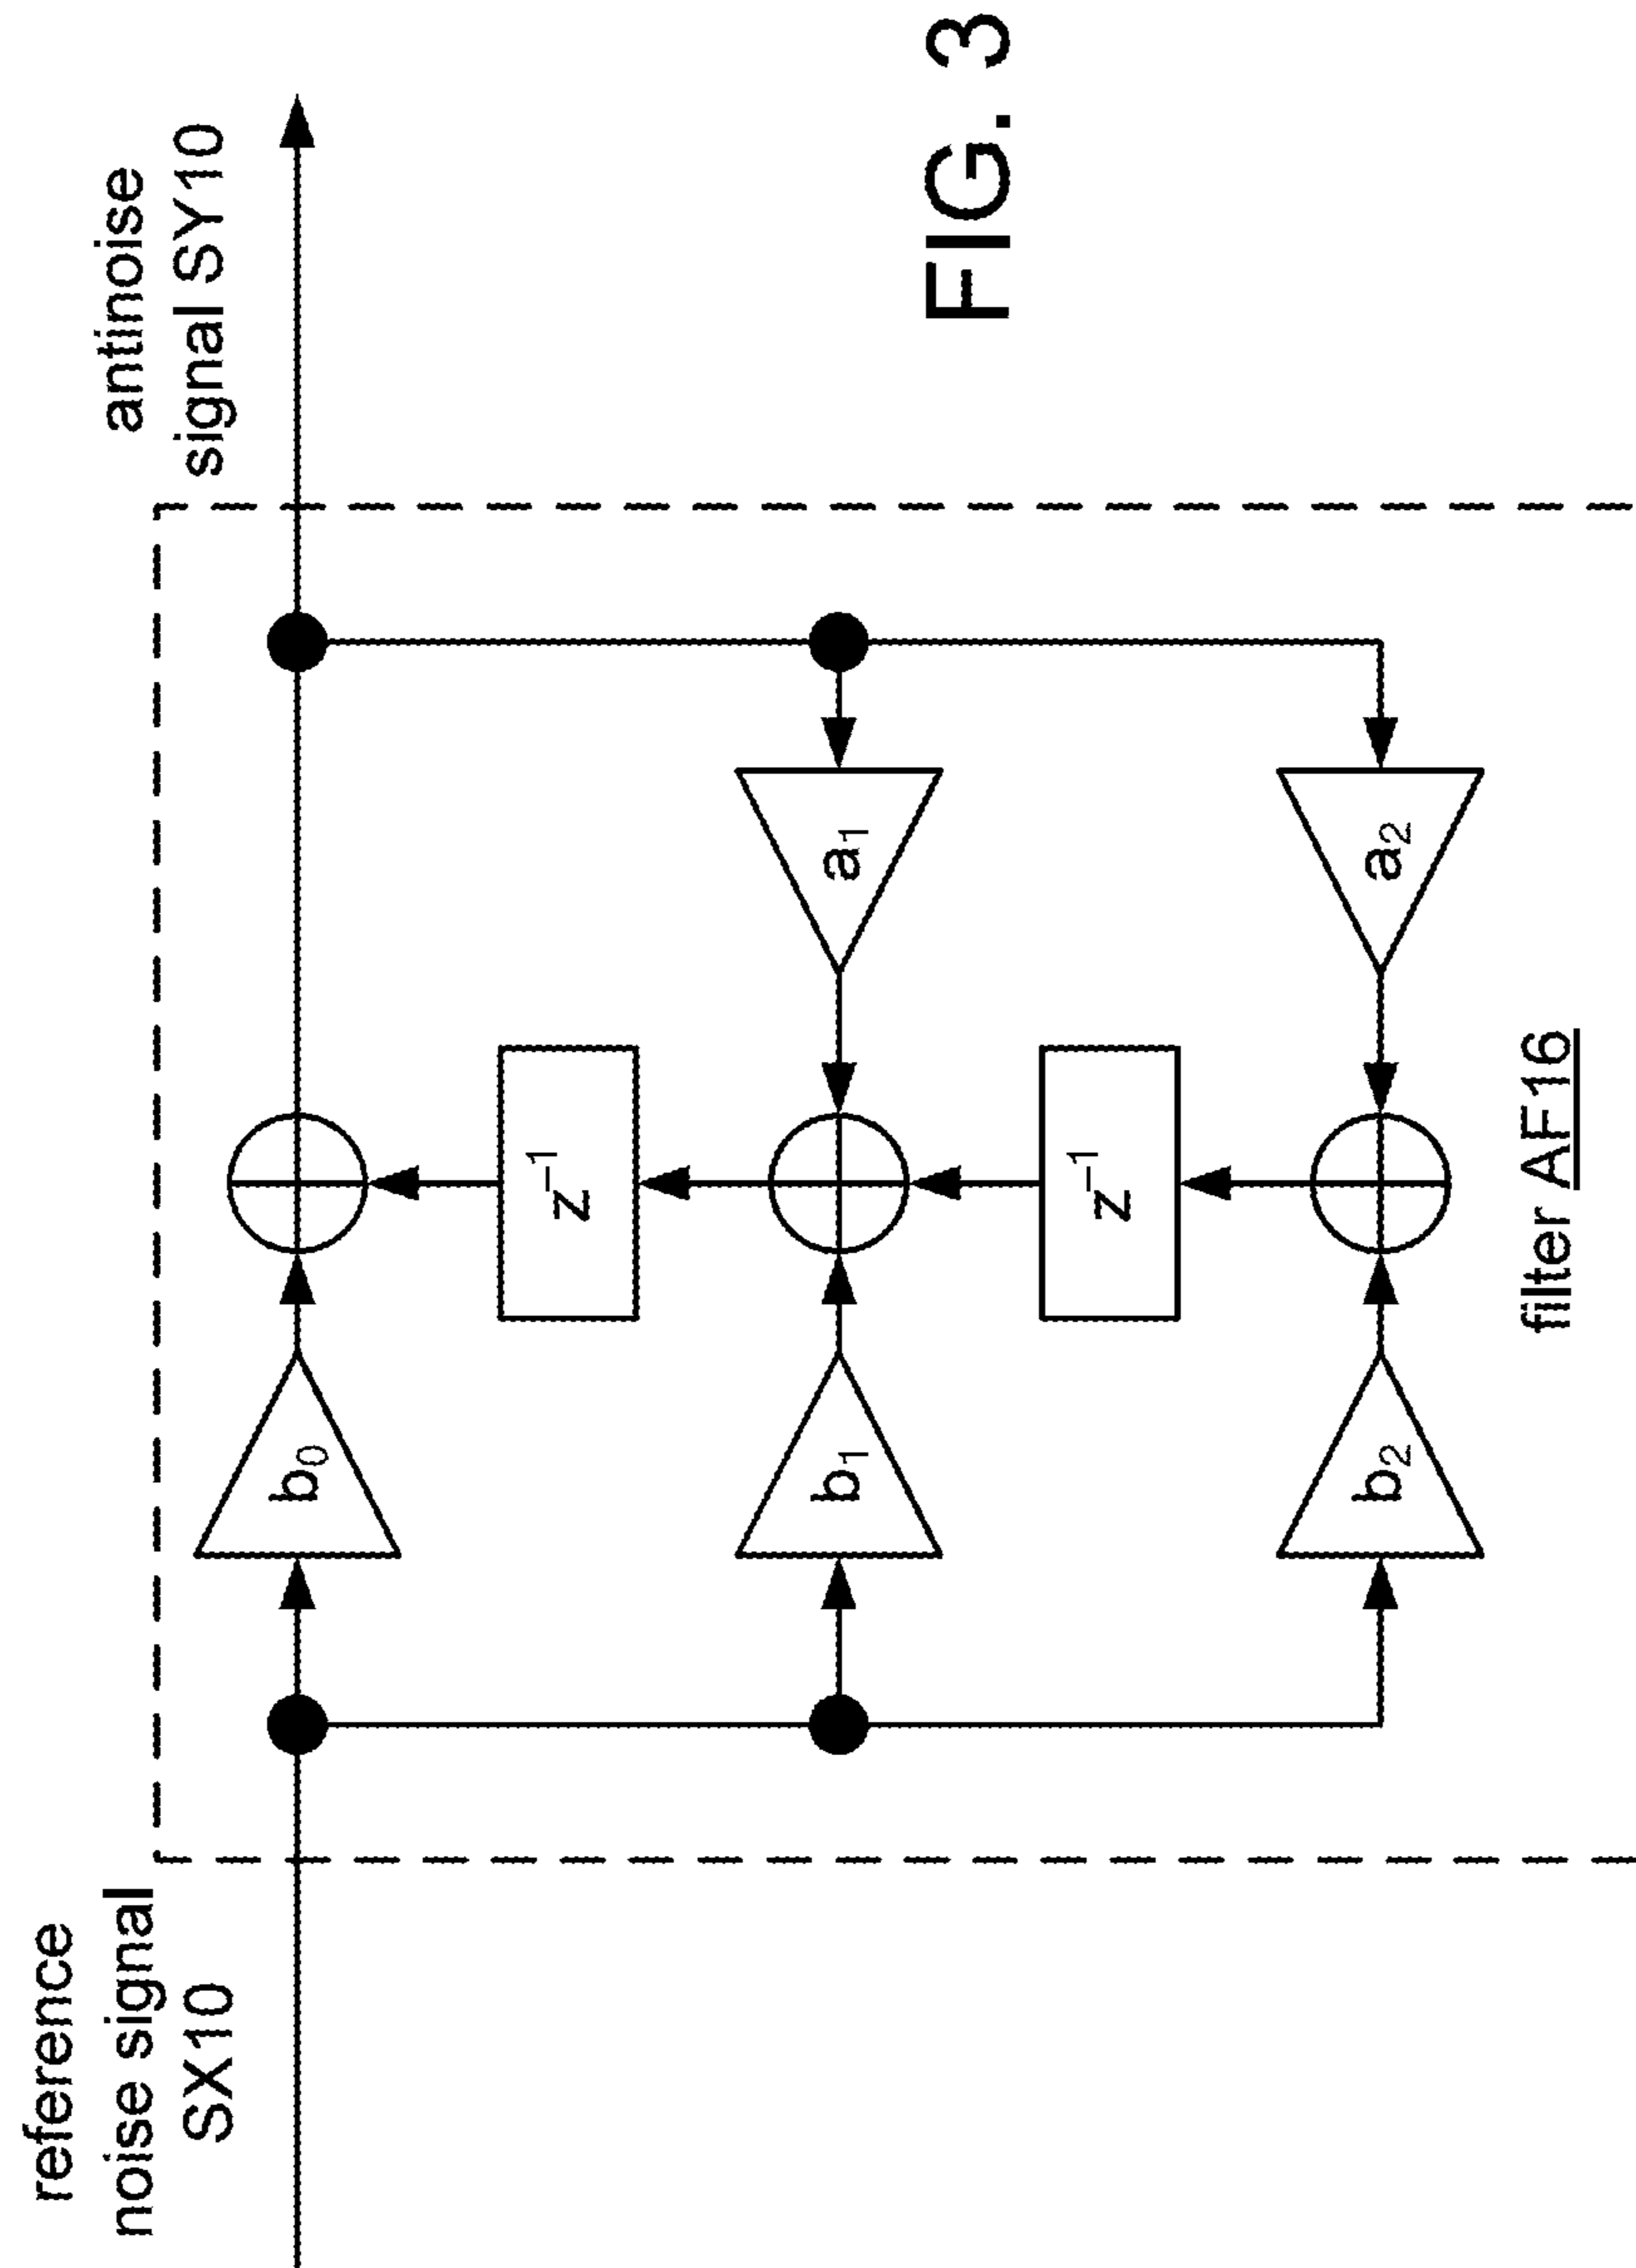 reference
noise signal
SX10
antinoise
signal SY10
b₀
z⁻¹
b₁
a₁
z⁻¹
b₂
a₂
filter AF16
FIG. 3